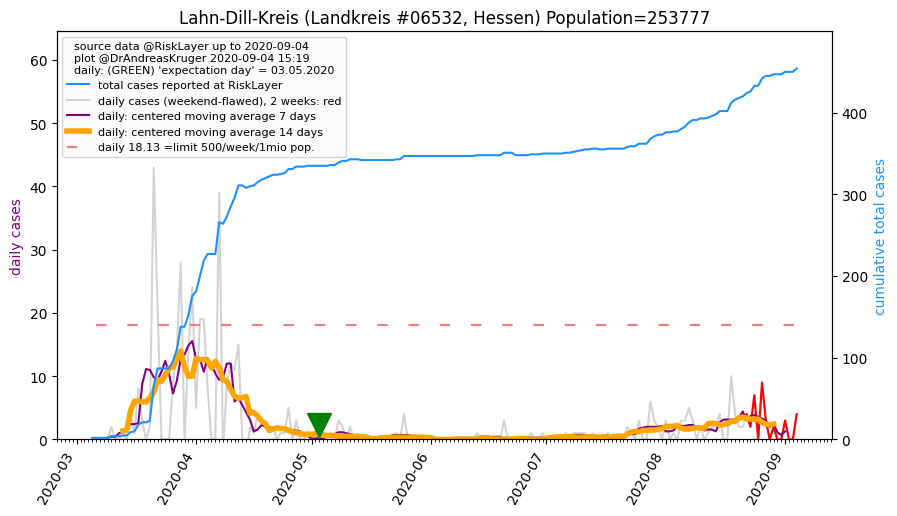 Lahn-Dill-Kreis (Landkreis #06532, Hessen) Population=253777
source data @RiskLayer up to 2020-09-04
plot @DrAndreasKruger 2020-09-04 15:19
daily: (GREEN) 'expectation day' = 03.05.2020
total cases reported at RiskLayer
daily cases (weekend-flawed), 2 weeks: red
daily: centered moving average 7 days
daily: centered moving average 14 days
daily 18.13 =limit 500/week/1mio pop.
daily cases
60
50
40
30
20
10
0
cumulative total cases
400
300
200
100
0
2020-03
2020-04
2020-05
2020-06
2020-07
2020-08
2020-09